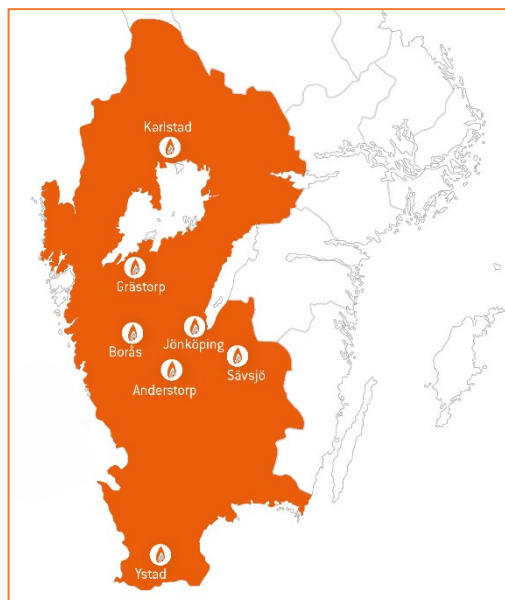 Karlstad
Grästorp
Jönköping
Borås
Sävsjö
Anderstorp
Ystad